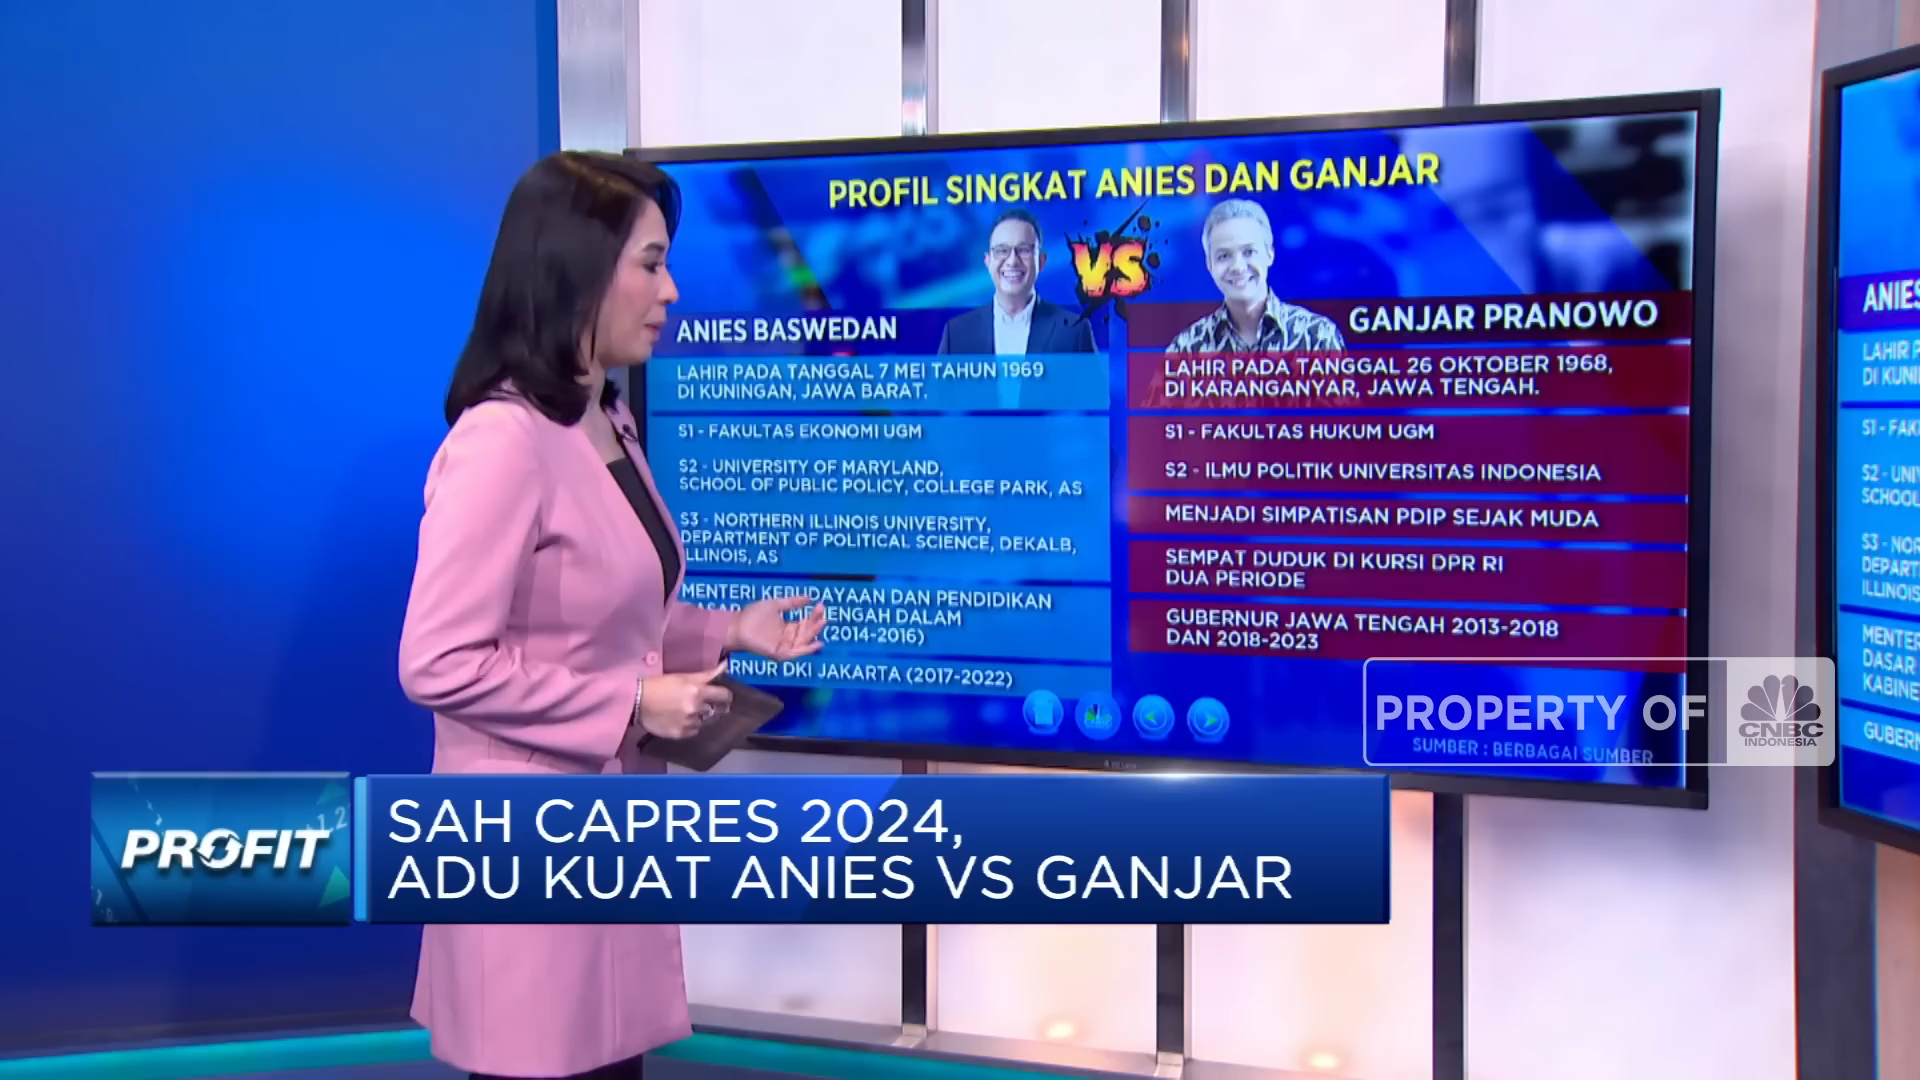 PROFIL SINGKAT ANIES DAN GANJAR
VS
ANIES BASWEDAN
LAHIR PADA TANGGAL 7 MEI TAHUN 1969
DI KUNINGAN, JAWA BARAT.
S1 - FAKULTAS EKONOMI UGM
S2 - UNIVERSITY OF MARYLAND,
SCHOOL OF PUBLIC POLICY, COLLEGE PARK, AS
S3 - NORTHERN ILLINOIS UNIVERSITY,
DEPARTMENT OF POLITICAL SCIENCE, DEKALB,
ILLINOIS, AS
MENTERI KEBUDAYAAN DAN PENDIDIKAN
DALAM
(2014-2016)
DKI JAKARTA (2017-2022)
GANJAR PRANOWO
LAHIR PADA TANGGAL 26 OKTOBER 1968,
DI KARANGANYAR, JAWA TENGAH.
S1 - FAKULTAS HUKUM UGM
S2 - ILMU POLITIK UNIVERSITAS INDONESIA
MENJADI SIMPATISAN PDIP SEJAK MUDA
SEMPAT DUDUK DI KURSI DPR RI
DUA PERIODE
GUBERNUR JAWA TENGAH 2013-2018
DAN 2018-2023
SUMBER : BERBAGAI SUMBER
PROPERTY OF
CNBC
INDONESIA
ANIES
LAHIR
S1 - FAK
S2 - UNI
SCHOOL
S3 - NOR
DEPART
ILLINOIS
MENTER
DASAR
KABINE
GUBERN
PROFIT
SAH CAPRES 2024,
ADU KUAT ANIES VS GANJAR